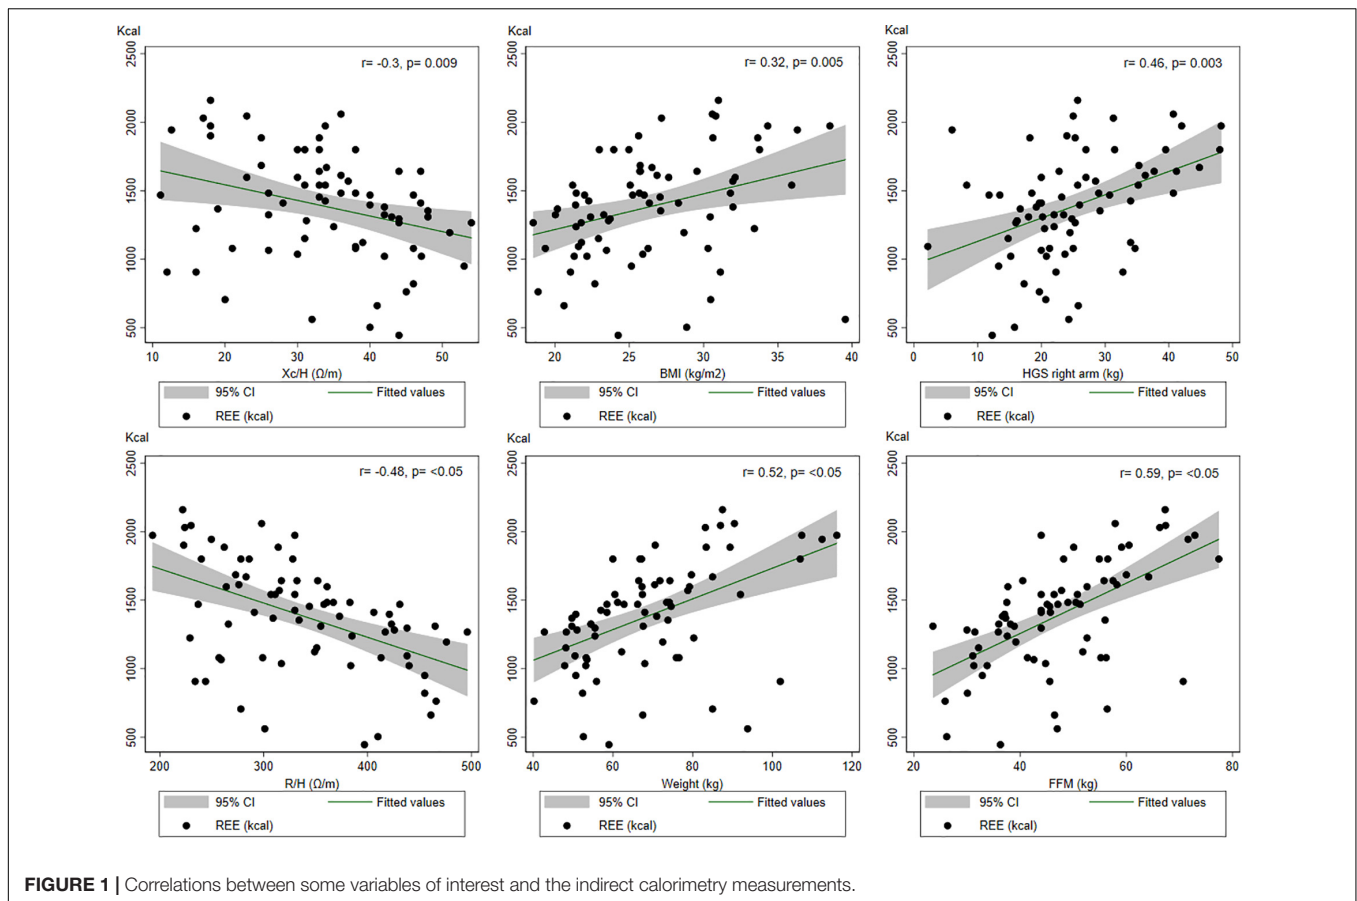 Kcal
2500
2000
1500
1000
500
r= -0.3, p= 0.009
10 20 30 40 50
Xc/H (Ω/m)
95% CI Fitted values
REE (kcal)
Kcal
2500
2000
1500
1000
500
r= 0.32, p= 0.005
20 25 30 35 40
BMI (kg/m2)
95% CI Fitted values
REE (kcal)
Kcal
2500
2000
1500
1000
500
r= 0.46, p= 0.003
0 10 20 30 40 50
HGS right arm (kg)
95% CI Fitted values
REE (kcal)
Kcal
2500
2000
1500
1000
500
r= -0.48, p= <0.05
200 300 400 500
R/H (Ω/m)
95% CI Fitted values
REE (kcal)
Kcal
2500
2000
1500
1000
500
r= 0.52, p= <0.05
40 60 80 100 120
Weight (kg)
95% CI Fitted values
REE (kcal)
Kcal
2500
2000
1500
1000
500
r= 0.59, p= <0.05
20 40 60 80
FFM (kg)
95% CI Fitted values
REE (kcal)
FIGURE 1 | Correlations between some variables of interest and the indirect calorimetry measurements.